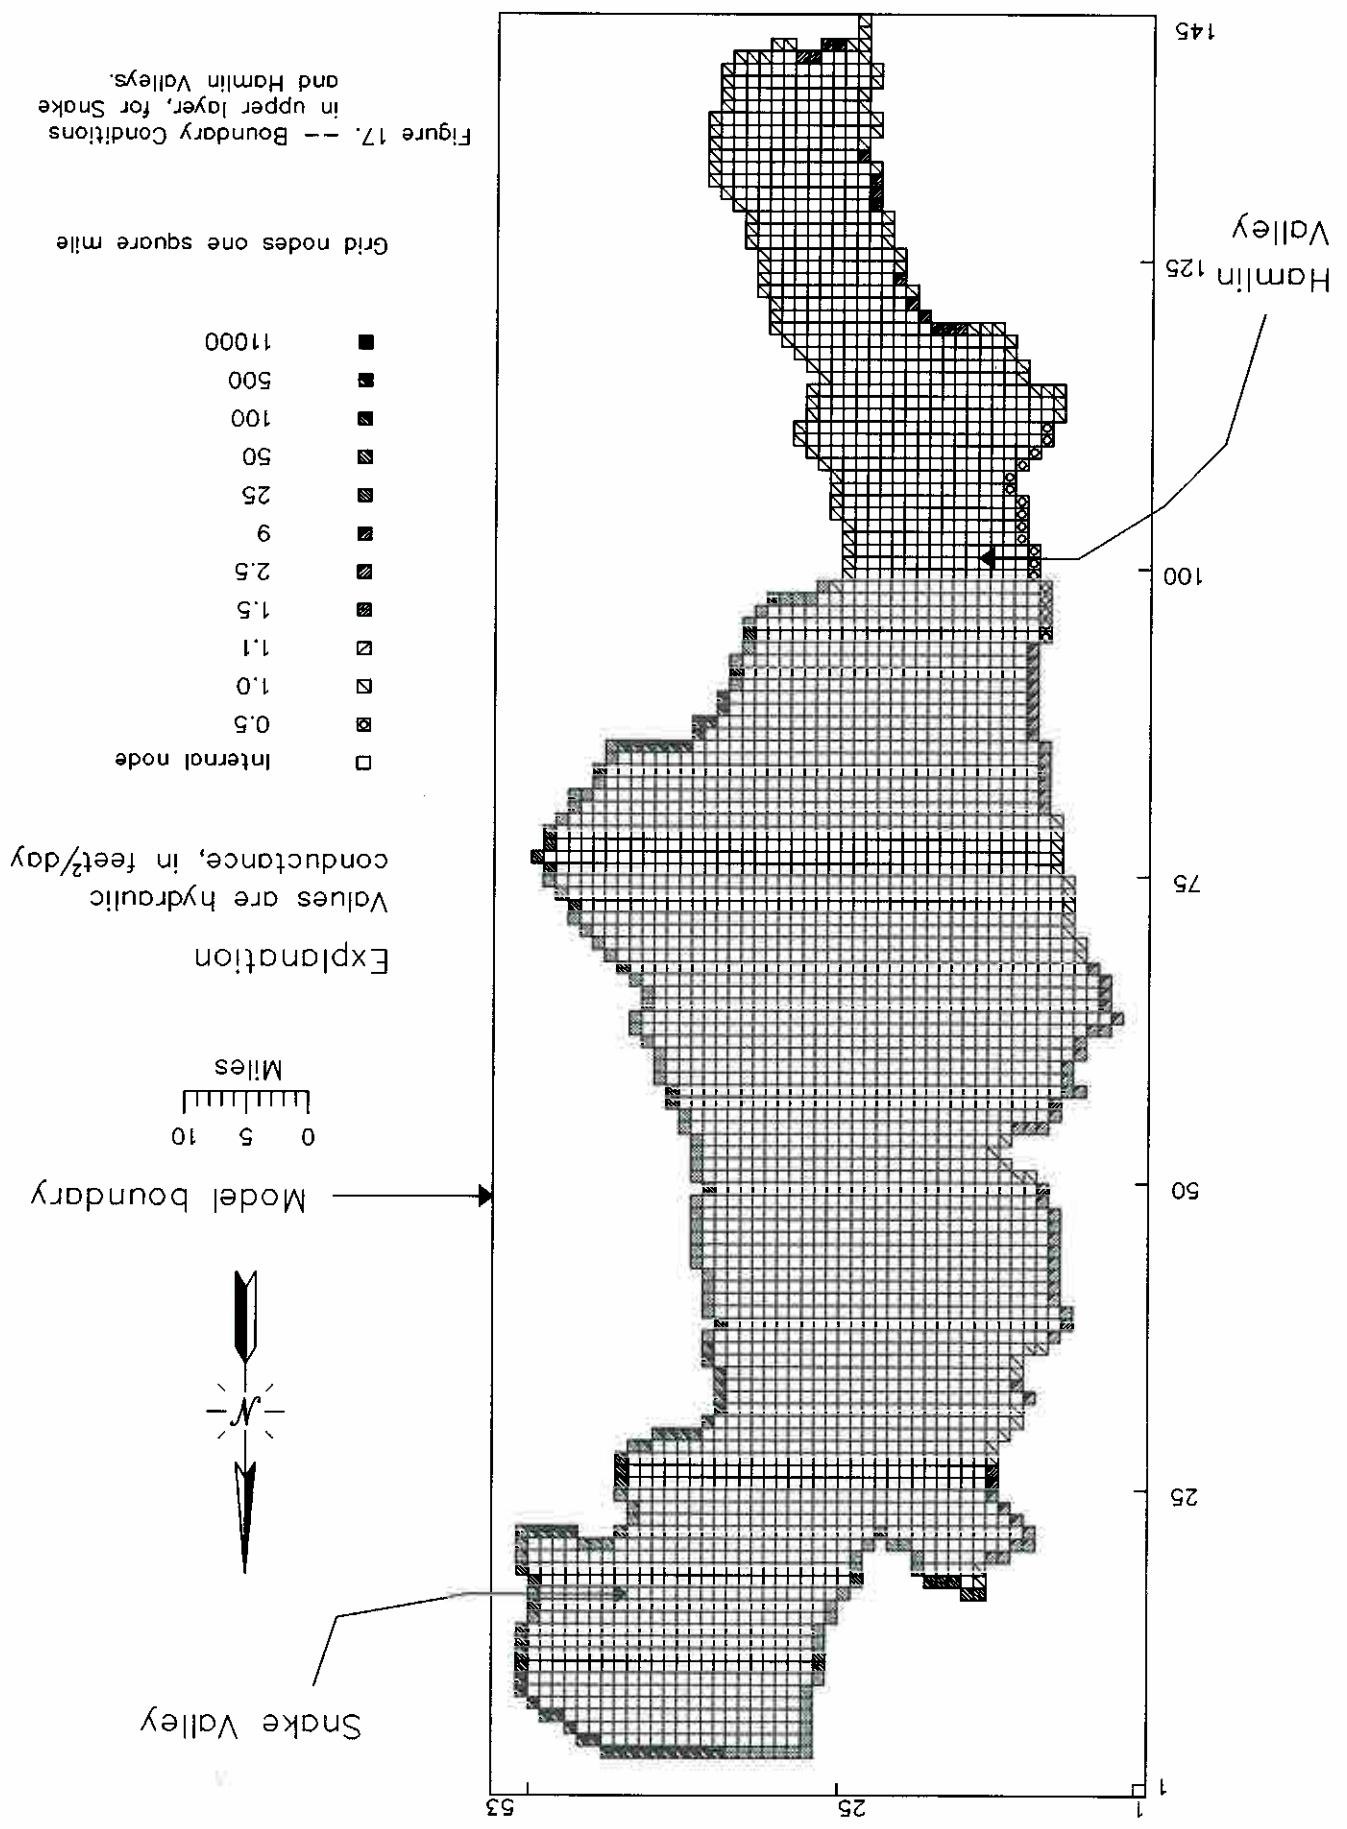 1
25
53
25
50
75
100
125
145
Snake Valley
N
Model boundary
0 5 10
Miles
Explanation
Values are hydraulic
conductance, in feet²/day
Internal node
0.5
1.0
1.1
1.5
2.5
9
25
50
100
500
11000
Grid nodes one square mile
Hamlin
Valley
Figure 17. -- Boundary Conditions
in upper layer, for Snake
and Hamlin Valleys.